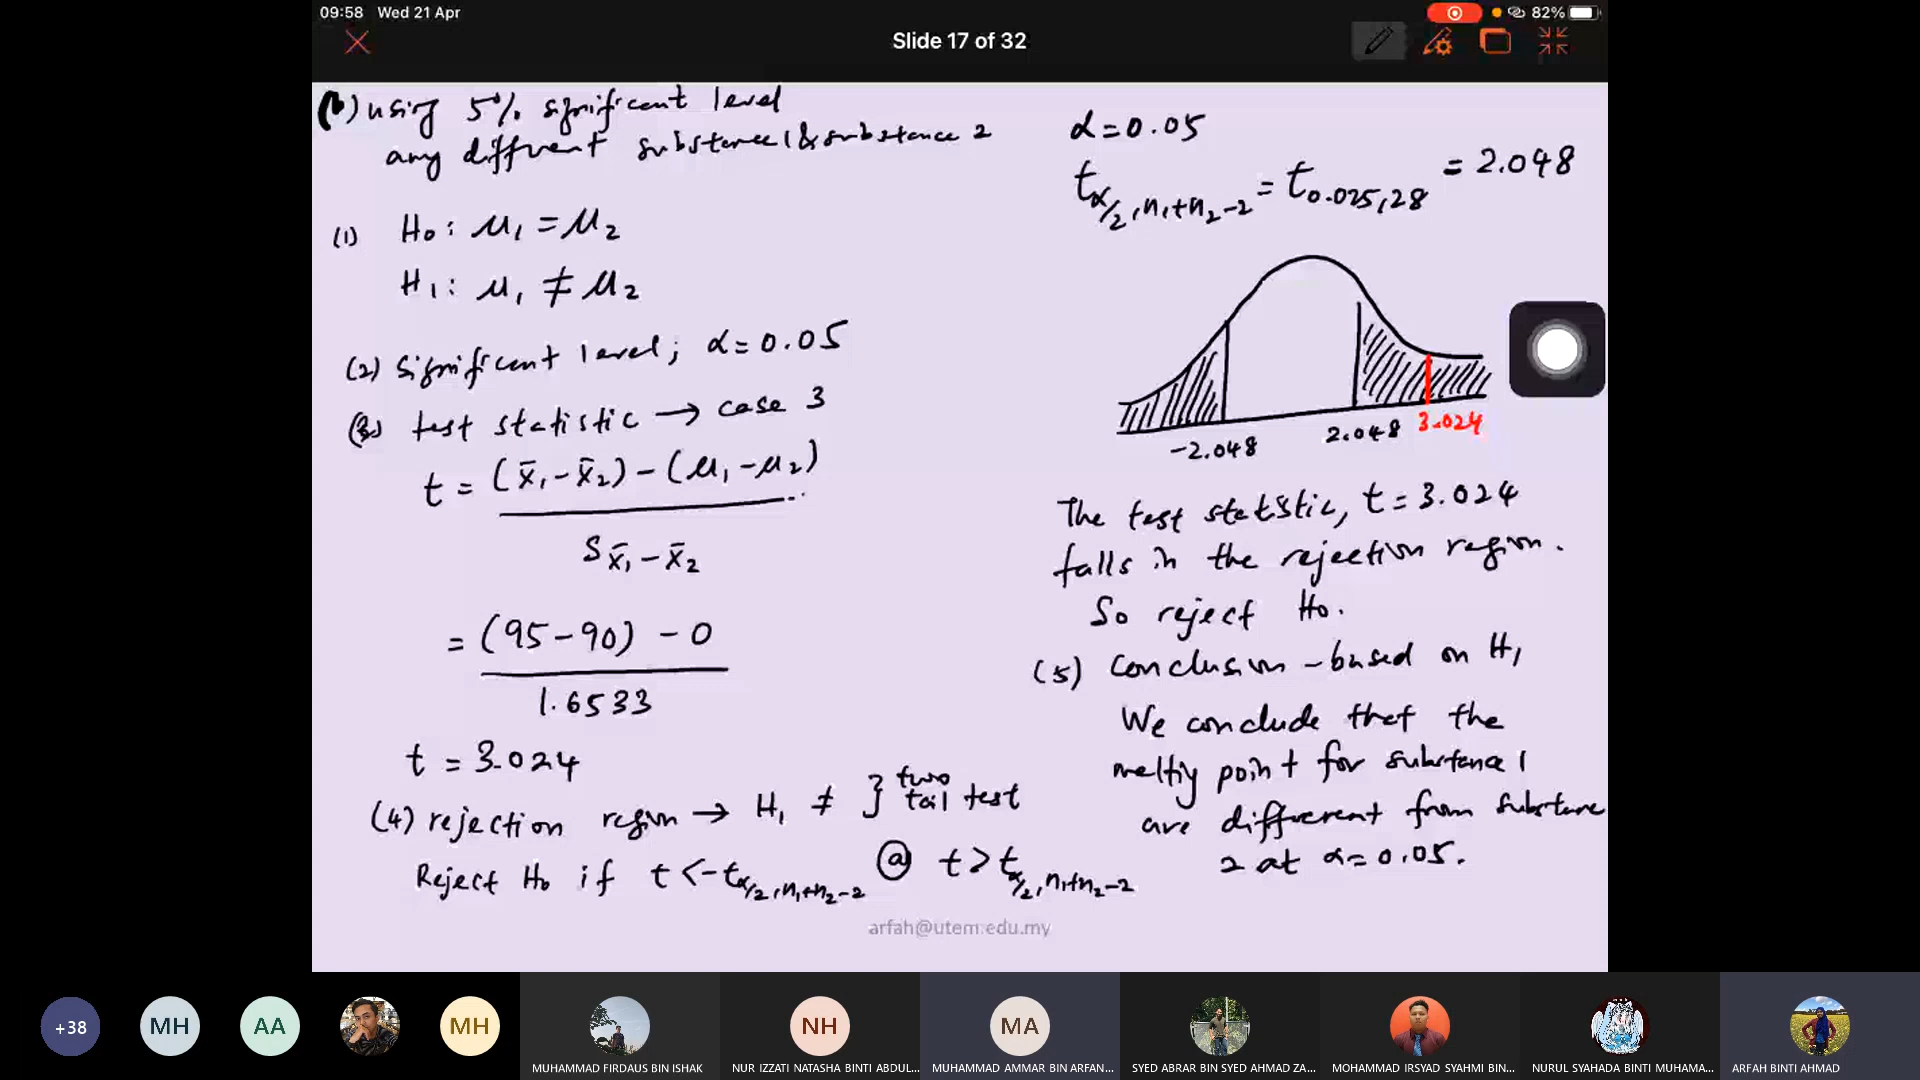 09:58 Wed 21 Apr
82%
Slide 17 of 32
(b) using 5% significent level
any diffrent substance 1 & substance 2
(1) H0: μ1 = μ2
H1: μ1 ≠ μ2
(2) significent level; α = 0.05
(3) test statistic → case 3
t = (x̄1 - x̄2) - (μ1 - μ2)
S x̄1 - x̄2
= (95 - 90) - 0
1.6533
t = 3.024
(4) rejection region → H1 ≠ } two tail test
Reject H0 if t < -tα/2, n1+n2-2 @ t > tα/2, n1+n2-2
α = 0.05
tα/2, n1+n2-2 = t0.025, 28 = 2.048
-2.048 2.048 3.024
The test statistic, t = 3.024
falls in the rejection region.
So reject H0.
(5) Conclusion - based on H1
We conclude that the
melting point for substance 1
are different from substance
2 at α = 0.05.
arfah@utem.edu.my
+38
MH
AA
MH
NH
MA
MUHAMMAD FIRDAUS BIN ISHAK
NUR IZZATI NATASHA BINTI ABDUL...
MUHAMMAD AMMAR BIN ARFAN...
SYED ABRAR BIN SYED AHMAD ZA...
MOHAMMAD IRSYAD SYAHMI BIN...
NURUL SYAHADA BINTI MUHAMA...
ARFAH BINTI AHMAD